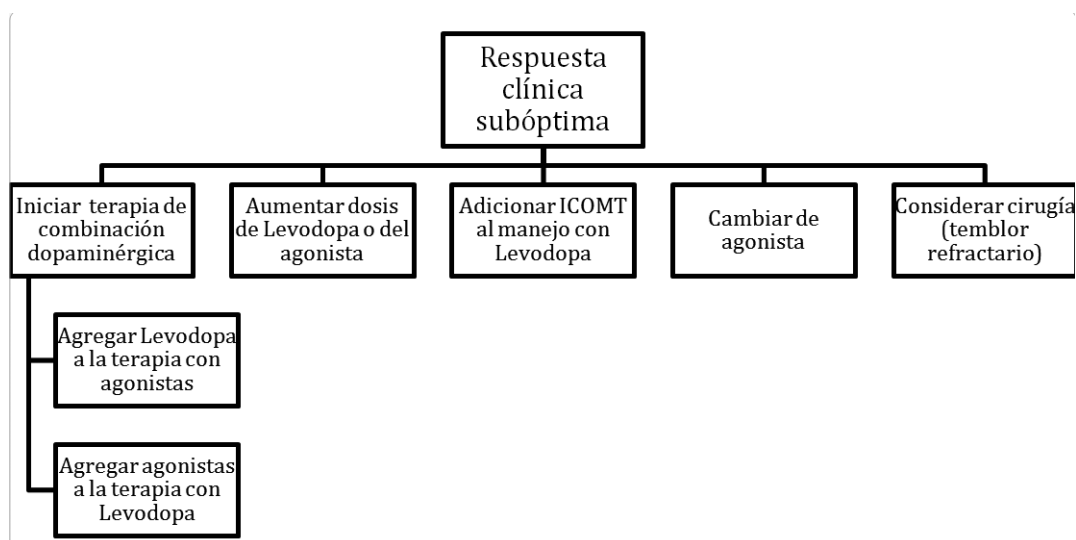 Respuesta
clínica
subóptima
Iniciar terapia de
combinación
dopaminérgica
Aumentar dosis
de Levodopa o del
agonista
Adicionar ICOMT
al manejo con
Levodopa
Cambiar de
agonista
Considerar cirugía
(temblor
refractario)
Agregar Levodopa
a la terapia con
agonistas
Agregar agonistas
a la terapia con
Levodopa